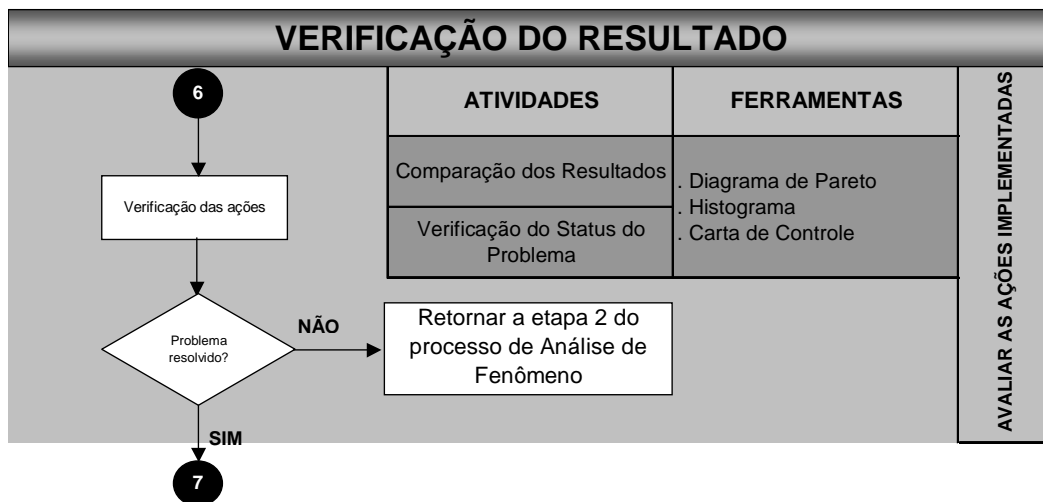 VERIFICAÇÃO DO RESULTADO
6
ATIVIDADES
FERRAMENTAS
Comparação dos Resultados
Verificação do Status do
Problema
. Diagrama de Pareto
. Histograma
. Carta de Controle
AVALIAR AS AÇÕES IMPLEMENTADAS
Verificação das ações
Problema
resolvido?
NÃO
Retornar a etapa 2 do
processo de Análise de
Fenômeno
SIM
7